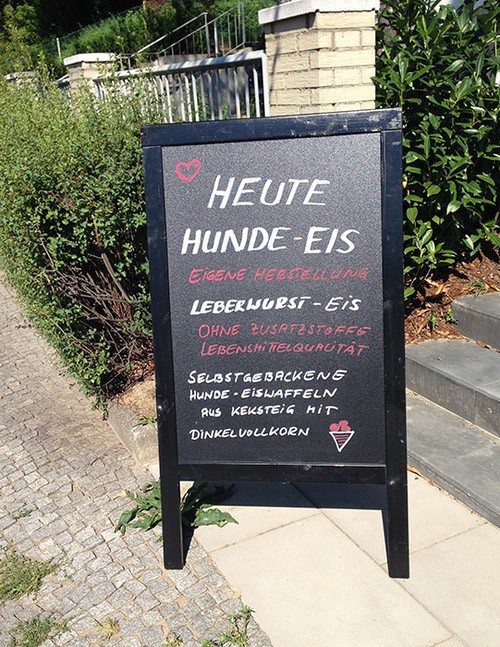 HEUTE
HUNDE-EIS
EIGENE HERSTELLUNG
LEBERWURST-EIS
OHNE ZUSATZSTOFFE
LEBENSMITTELQUALITÄT
SELBSTGEBACKENE
HUNDE-EISWAFFELN
AUS KEKSTEIG MIT
DINKELVOLLKORN